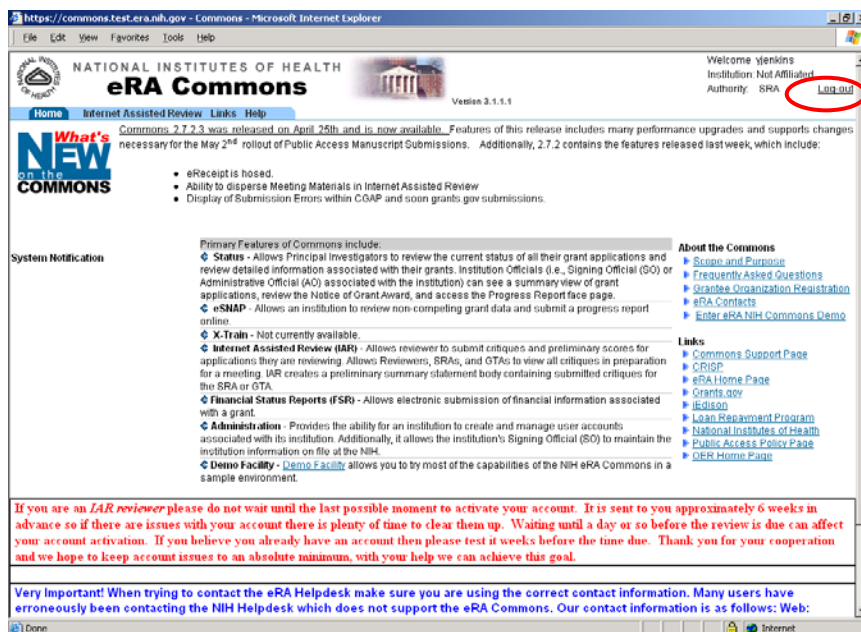 https://commons.test.era.nih.gov - Commons - Microsoft Internet Explorer
File Edit View Favorites Tools Help
NATIONAL INSTITUTES OF HEALTH
eRA Commons
Version 3.1.1.1
Welcome vjenkins
Institution: Not Affiliated
Authority: SRA Log-out
Home Internet Assisted Review Links Help
What's
NEW
on the
COMMONS
Commons 2.7.2.3 was released on April 25th and is now available. Features of this release includes many performance upgrades and supports changes
necessary for the May 2nd rollout of Public Access Manuscript Submissions. Additionally, 2.7.2 contains the features released last week, which include:
• eReceipt is hosed.
• Ability to disperse Meeting Materials in Internet Assisted Review
• Display of Submission Errors within CGAP and soon grants.gov submissions.
System Notification
Primary Features of Commons include:
Status - Allows Principal Investigators to review the current status of all their grant applications and
review detailed information associated with their grants. Institution Officials (i.e., Signing Official (SO) or
Administrative Official (AO) associated with the institution) can see a summary view of grant
applications, review the Notice of Grant Award, and access the Progress Report face page.
eSNAP - Allows an institution to review non-competing grant data and submit a progress report
online.
X-Train - Not currently available.
Internet Assisted Review (IAR) - Allows reviewer to submit critiques and preliminary scores for
applications they are reviewing. Allows Reviewers, SRAs, and GTAs to view all critiques in preparation
for a meeting. IAR creates a preliminary summary statement body containing submitted critiques for
the SRA or GTA.
Financial Status Reports (FSR) - Allows electronic submission of financial information associated
with a grant.
Administration - Provides the ability for an institution to create and manage user accounts
associated with its institution. Additionally, it allows the institution's Signing Official (SO) to maintain the
institution information on file at the NIH.
Demo Facility - Demo Facility allows you to try most of the capabilities of the NIH eRA Commons in a
sample environment.
About the Commons
Scope and Purpose
Frequently Asked Questions
Grantee Organization Registration
eRA Contacts
Enter eRA NIH Commons Demo
Links
Commons Support Page
CRISP
eRA Home Page
Grants.gov
iEdison
Loan Repayment Program
National Institutes of Health
Public Access Policy Page
OER Home Page
If you are an IAR reviewer please do not wait until the last possible moment to activate your account. It is sent to you approximately 6 weeks in
advance so if there are issues with your account there is plenty of time to clear them up. Waiting until a day or so before the review is due can affect
your account activation. If you believe you already have an account then please test it weeks before the time due. Thank you for your cooperation
and we hope to keep account issues to an absolute minimum, with your help we can achieve this goal.
Very Important! When trying to contact the eRA Helpdesk make sure you are using the correct contact information. Many users have
erroneously been contacting the NIH Helpdesk which does not support the eRA Commons. Our contact information is as follows: Web:
Done Internet